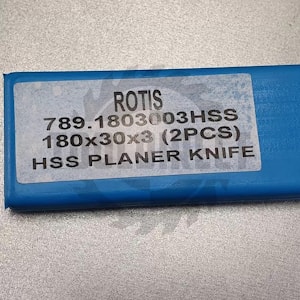 ROTIS
789.1803003HSS
180x30x3 (2PCS)
HSS PLANER KNIFE